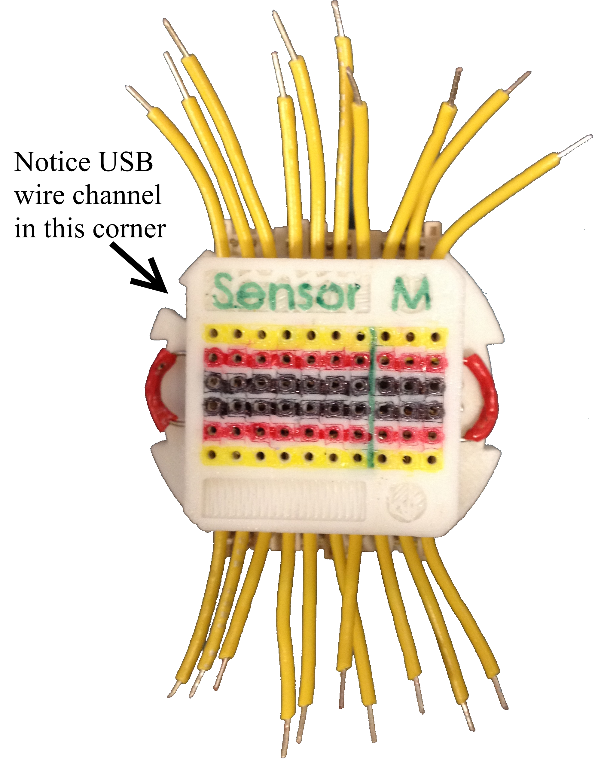 Notice USB
wire channel
in this corner
Sensor M